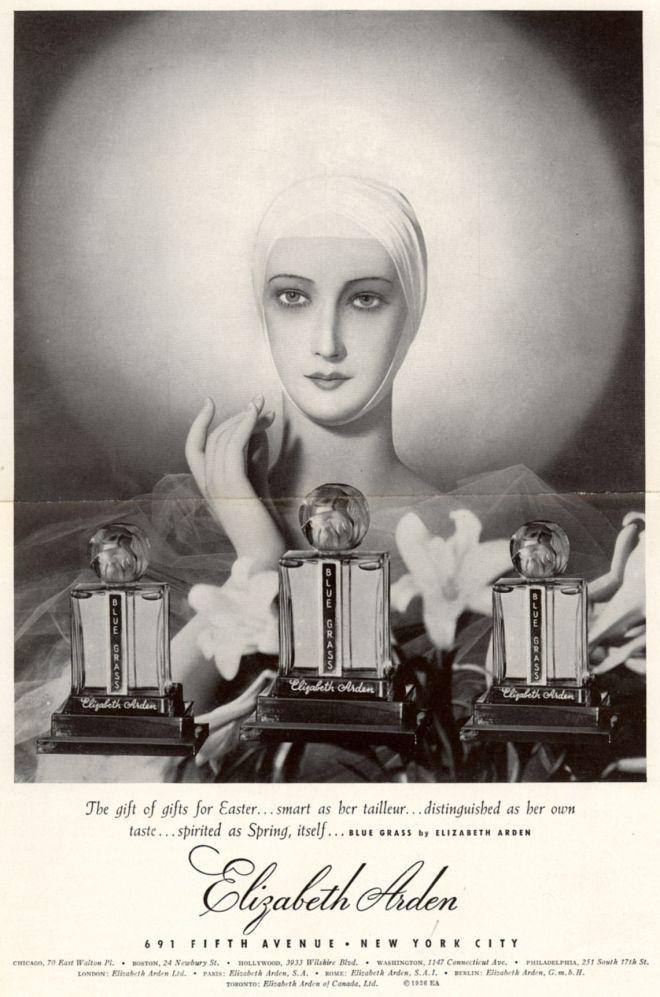 BLUE GRASS
Elizabeth Arden
BLUE GRASS
Elizabeth Arden
BLUE GRASS
Elizabeth Arden
The gift of gifts for Easter...smart as her tailleur...distinguished as her own
taste...spirited as Spring, itself... BLUE GRASS by ELIZABETH ARDEN
Elizabeth Arden
691 FIFTH AVENUE • NEW YORK CITY
CHICAGO, 70 East Walton Pl. • BOSTON, 24 Newbury St. • HOLLYWOOD, 3933 Wilshire Blvd. • WASHINGTON, 1147 Connecticut Ave. • PHILADELPHIA, 251 South 17th St.
LONDON: Elizabeth Arden Ltd. • PARIS: Elizabeth Arden, S.A. • ROME: Elizabeth Arden, S.A.I. • BERLIN: Elizabeth Arden, G.m.b.H.
TORONTO: Elizabeth Arden of Canada, Ltd. ©1936 EA